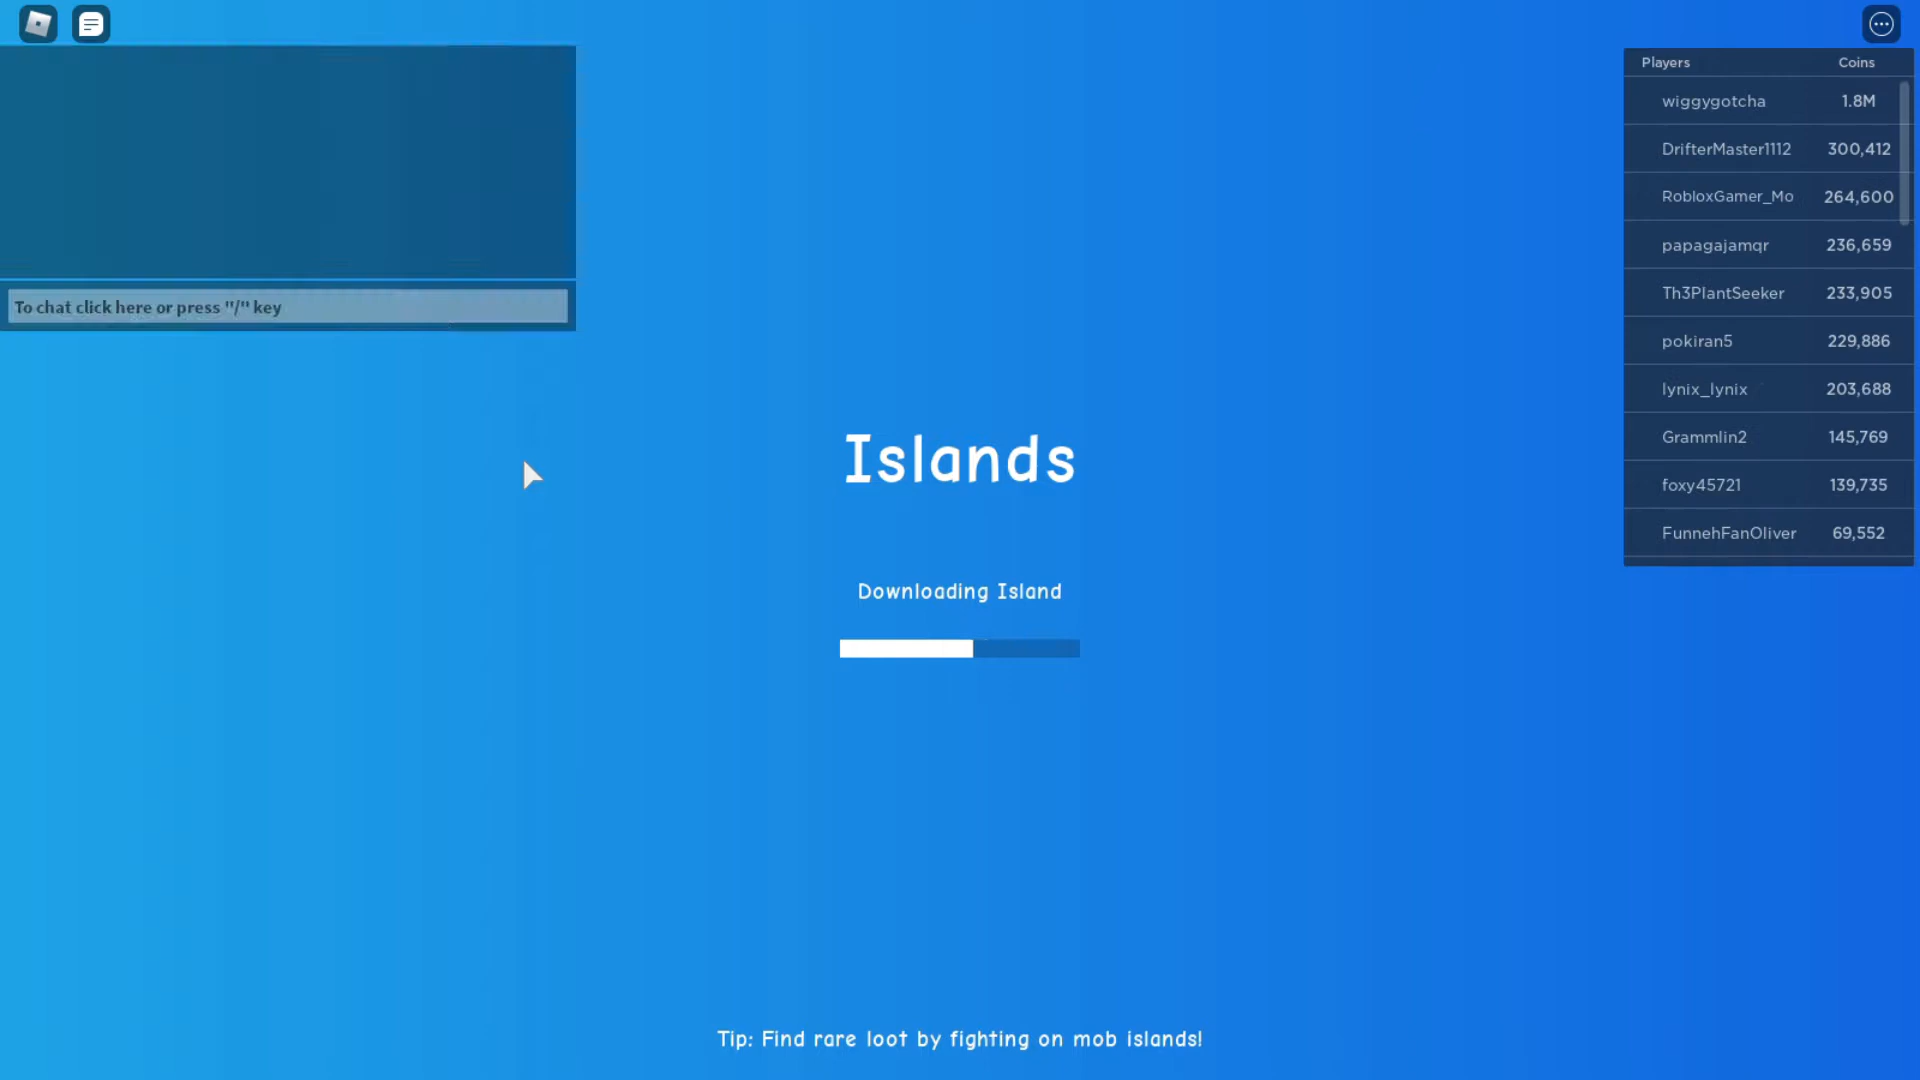 Players Coins
wiggygotcha 1.8M
DrifterMaster1112 300,412
RobloxGamer_Mo 264,600
papagajamqr 236,659
Th3PlantSeeker 233,905
pokiran5 229,886
lynix_lynix 203,688
Grammlin2 145,769
foxy45721 139,735
FunnehFanOliver 69,552
To chat click here or press "/" key
Islands
Downloading Island
Tip: Find rare loot by fighting on mob islands!